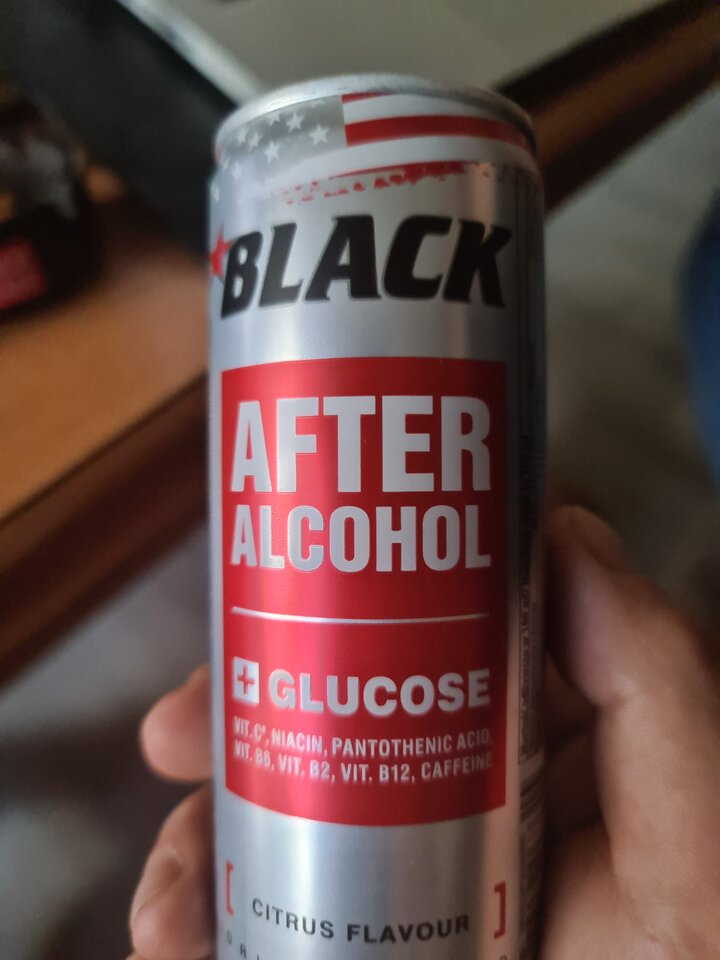 BLACK
AFTER
ALCOHOL
+ GLUCOSE
VIT. C*, NIACIN, PANTOTHENIC ACID,
VIT. B6, VIT. B2, VIT. B12, CAFFEINE
[ CITRUS FLAVOUR ]